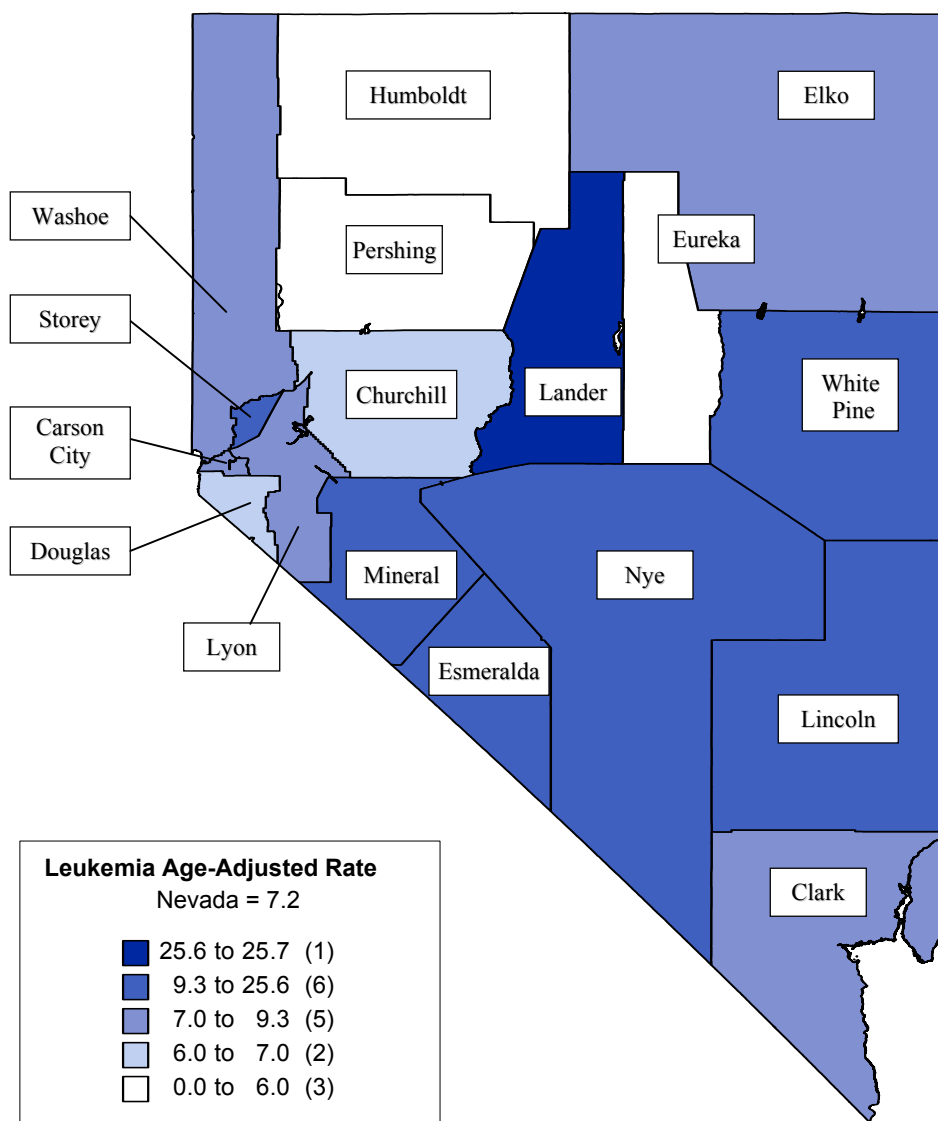 Humboldt
Elko
Washoe
Pershing
Eureka
Storey
Churchill
Lander
White
Pine
Carson
City
Douglas
Mineral
Nye
Lyon
Esmeralda
Lincoln
Clark
Leukemia Age-Adjusted Rate
Nevada = 7.2
25.6 to 25.7 (1)
9.3 to 25.6 (6)
7.0 to 9.3 (5)
6.0 to 7.0 (2)
0.0 to 6.0 (3)